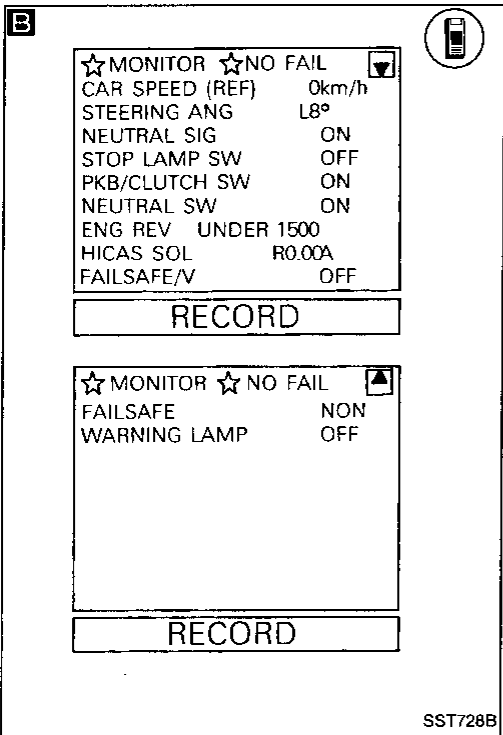 B
☆MONITOR ☆NO FAIL ▼
CAR SPEED (REF) 0km/h
STEERING ANG L8°
NEUTRAL SIG ON
STOP LAMP SW OFF
PKB/CLUTCH SW ON
NEUTRAL SW ON
ENG REV UNDER 1500
HICAS SOL R0.00A
FAILSAFE/V OFF
RECORD
☆MONITOR ☆NO FAIL ▲
FAILSAFE NON
WARNING LAMP OFF
RECORD
SST728B